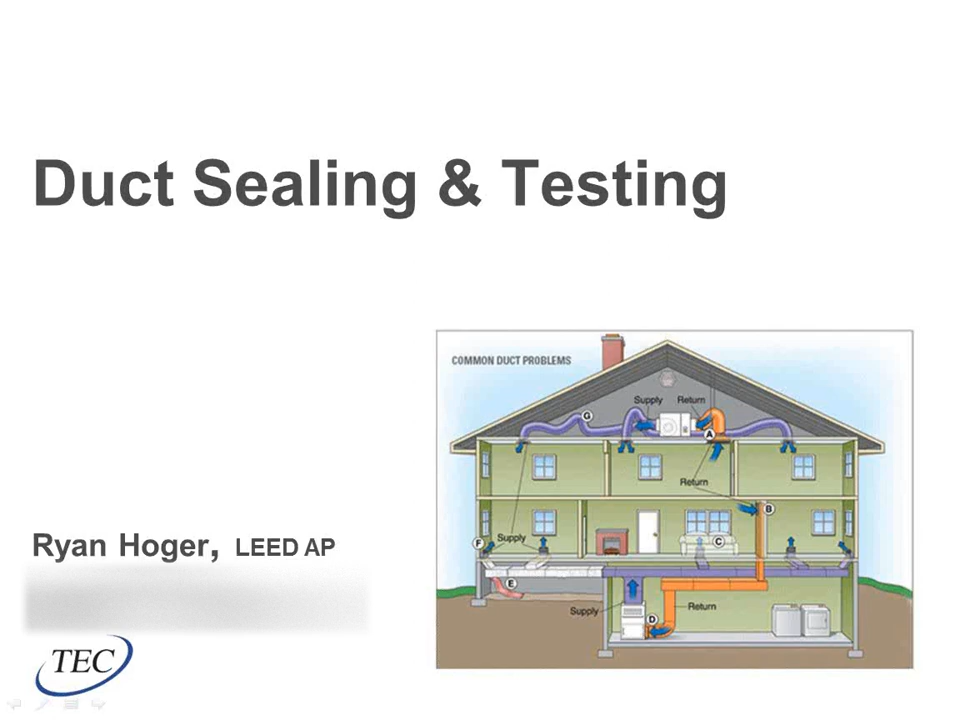 Duct Sealing & Testing
COMMON DUCT PROBLEMS
Supply Return
G
A
Return
B
Supply
F
C
E
Supply
Return
D
Ryan Hoger, LEED AP
TEC